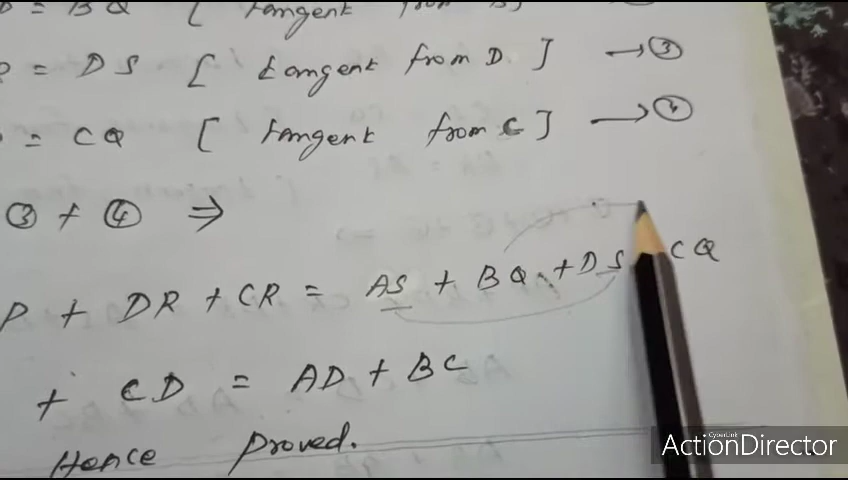 = BQ [ tangent from
= DS [ tangent from D. ] → ③
= CQ [ tangent from C ] → ④
③ + ④ ⇒
P + DR + CR = AS + BQ + DS CQ
+ CD = AD + BC
Hence proved.
CyberLink
ActionDirector